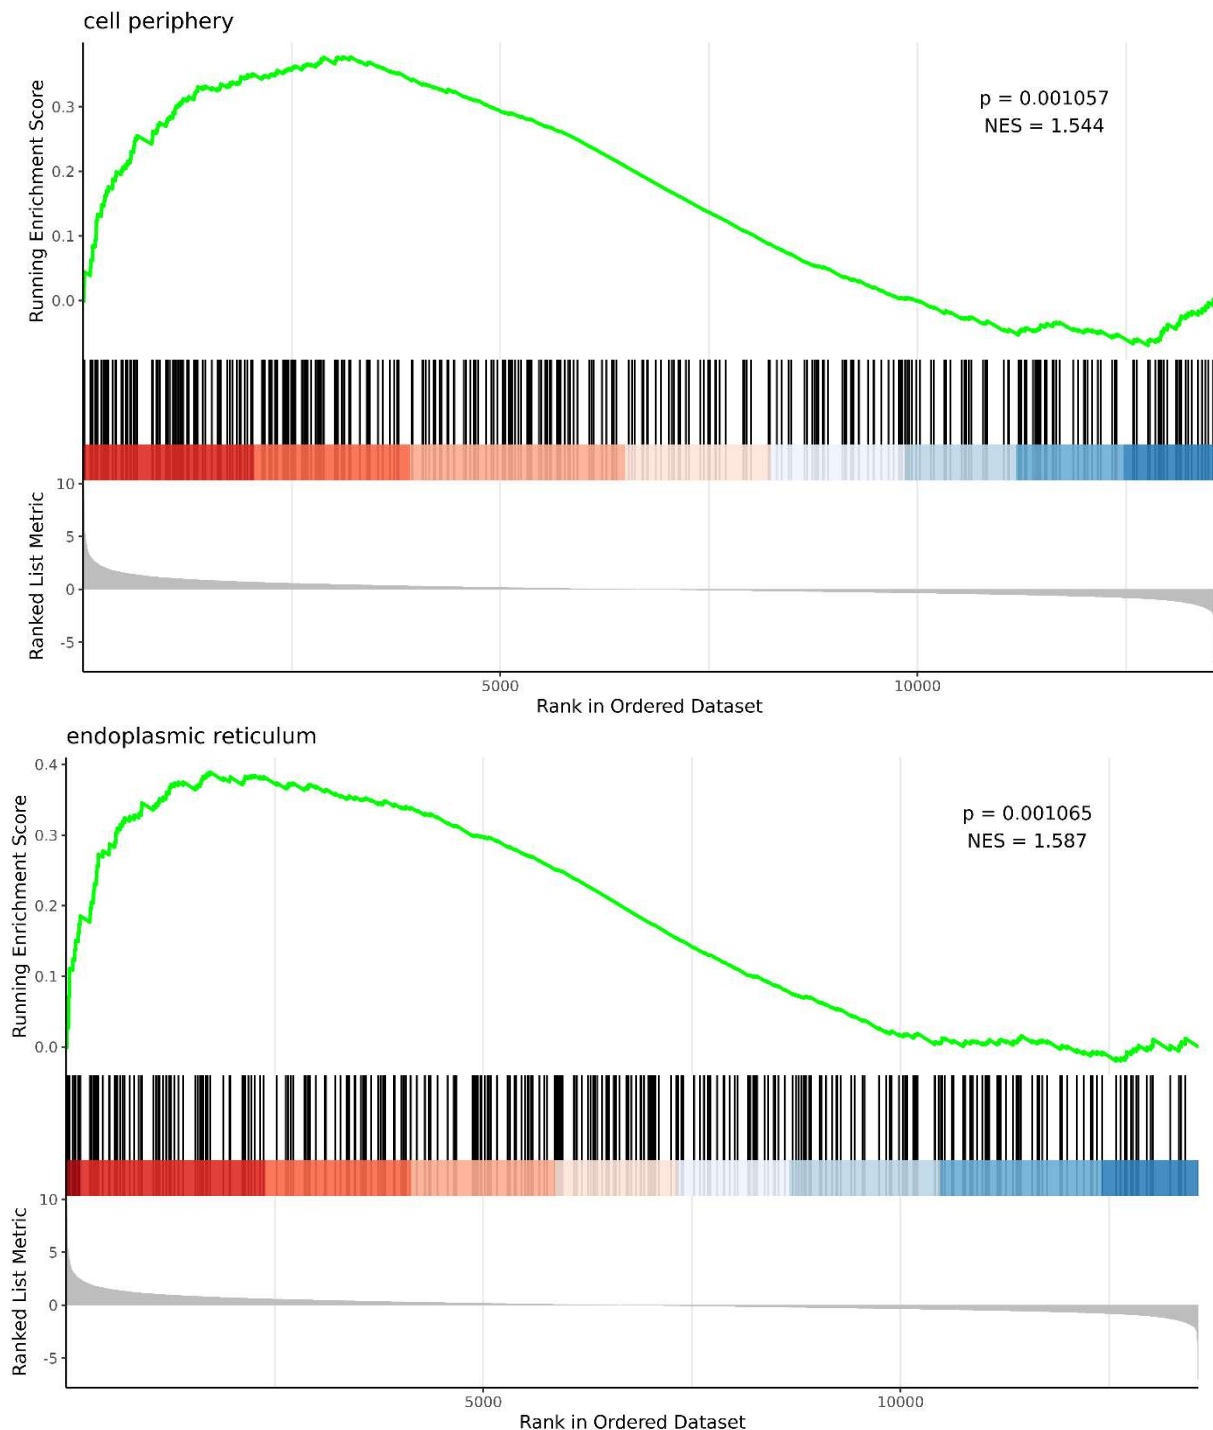 cell periphery
Running Enrichment Score
0.3
0.2
0.1
0.0
p = 0.001057
NES = 1.544
Ranked List Metric
10
5
0
-5
5000
10000
Rank in Ordered Dataset
endoplasmic reticulum
Running Enrichment Score
0.4
0.3
0.2
0.1
0.0
p = 0.001065
NES = 1.587
Ranked List Metric
10
5
0
-5
5000
10000
Rank in Ordered Dataset